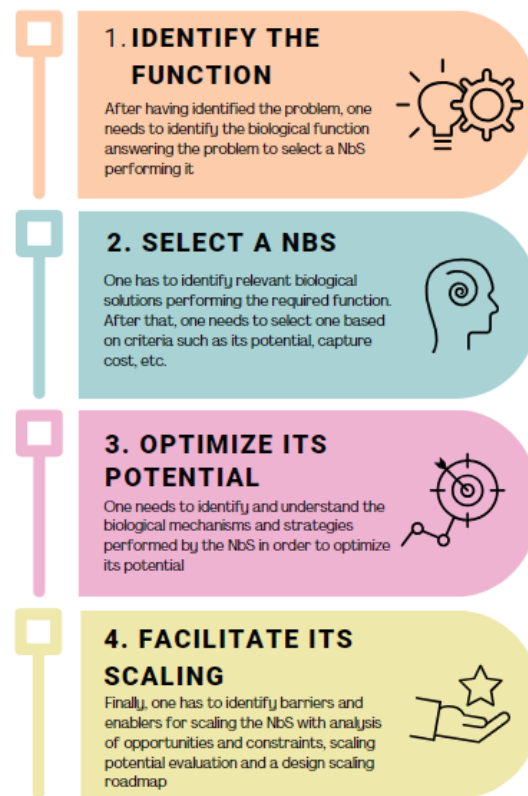 1. IDENTIFY THE
FUNCTION
After having identified the problem, one
needs to identify the biological function
answering the problem to select a NbS
performing it
2. SELECT A NBS
One has to identify relevant biological
solutions performing the required function.
After that, one needs to select one based
on criteria such as its potential, capture
cost, etc.
3. OPTIMIZE ITS
POTENTIAL
One needs to identify and understand the
biological mechanisms and strategies
performed by the NbS in order to optimize
its potential
4. FACILITATE ITS
SCALING
Finally, one has to identify barriers and
enablers for scaling the NbS with analysis
of opportunities and constraints, scaling
potential evaluation and a design scaling
roadmap